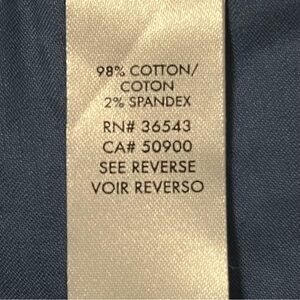 98% COTTON/
COTON
2% SPANDEX
RN# 36543
CA# 50900
SEE REVERSE
VOIR REVERSO